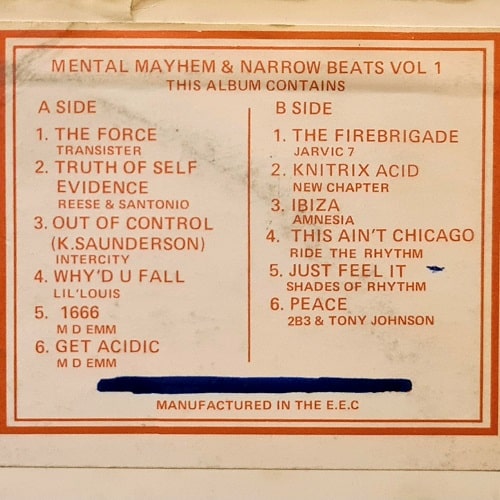 MENTAL MAYHEM & NARROW BEATS VOL 1
THIS ALBUM CONTAINS
A SIDE
1. THE FORCE
TRANSISTER
2. TRUTH OF SELF
EVIDENCE
REESE & SANTONIO
3. OUT OF CONTROL
(K.SAUNDERSON)
INTERCITY
4. WHY'D U FALL
LIL'LOUIS
5. 1666
M D EMM
6. GET ACIDIC
M D EMM
B SIDE
1. THE FIREBRIGADE
JARVIC 7
2. KNITRIX ACID
NEW CHAPTER
3. IBIZA
AMNESIA
4. THIS AIN'T CHICAGO
RIDE THE RHYTHM
5. JUST FEEL IT
SHADES OF RHYTHM
6. PEACE
2B3 & TONY JOHNSON
MANUFACTURED IN THE E.E.C